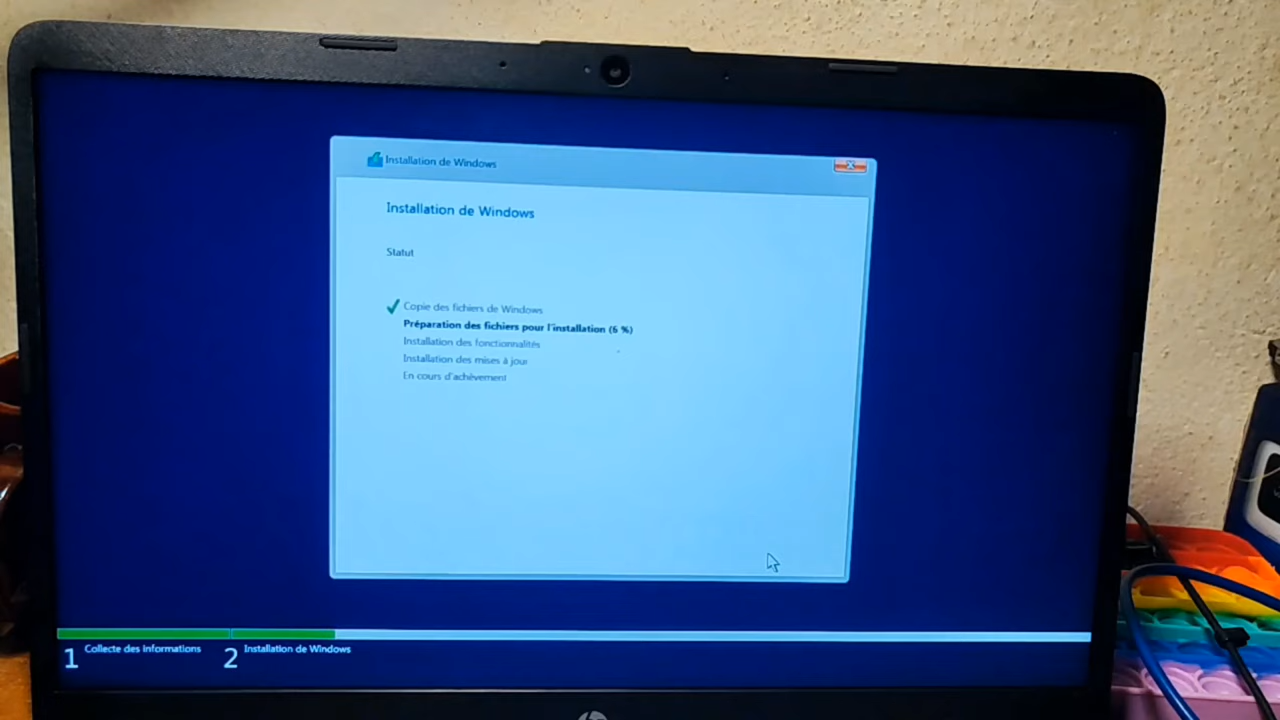 Installation de Windows
Installation de Windows
Statut
Copie des fichiers de Windows
Préparation des fichiers pour l'installation (6 %)
Installation des fonctionnalités
Installation des mises à jour
En cours d'achèvement
1 Collecte des informations
2 Installation de Windows
hp